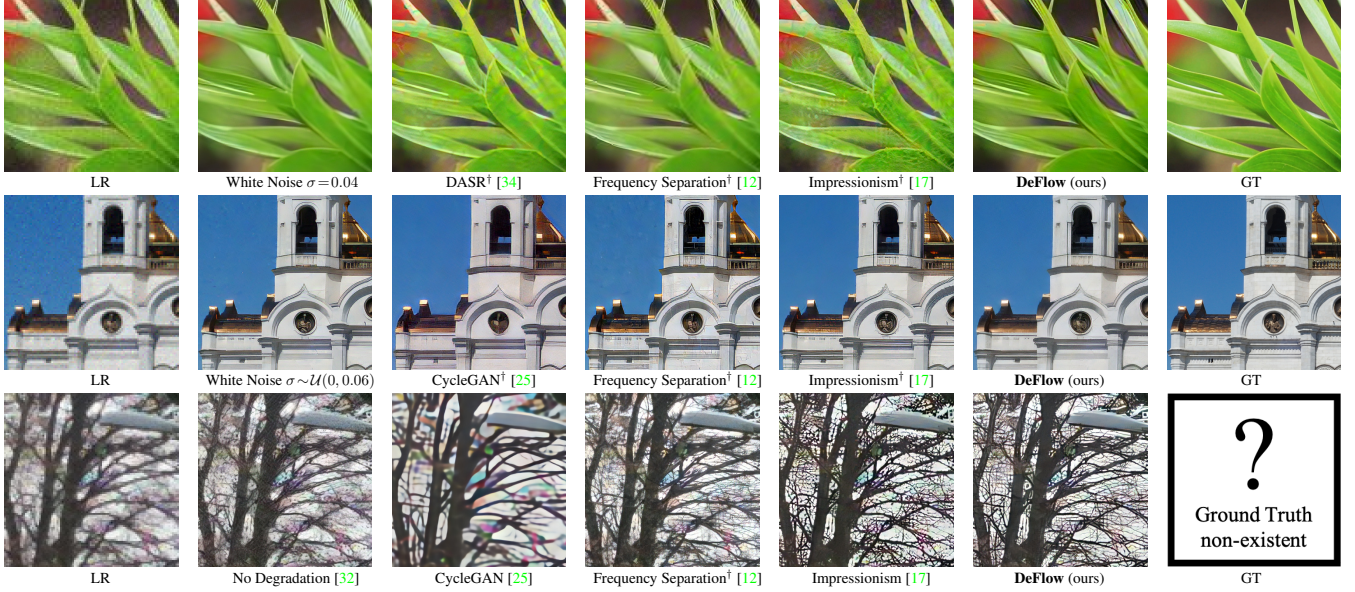 LR White Noise σ=0.04 DASR† [34] Frequency Separation† [12] Impressionism† [17] DeFlow (ours) GT
LR White Noise σ∼𝒰(0, 0.06) CycleGAN† [25] Frequency Separation† [12] Impressionism† [17] DeFlow (ours) GT
?
Ground Truth
non-existent
LR No Degradation [32] CycleGAN [25] Frequency Separation† [12] Impressionism [17] DeFlow (ours) GT